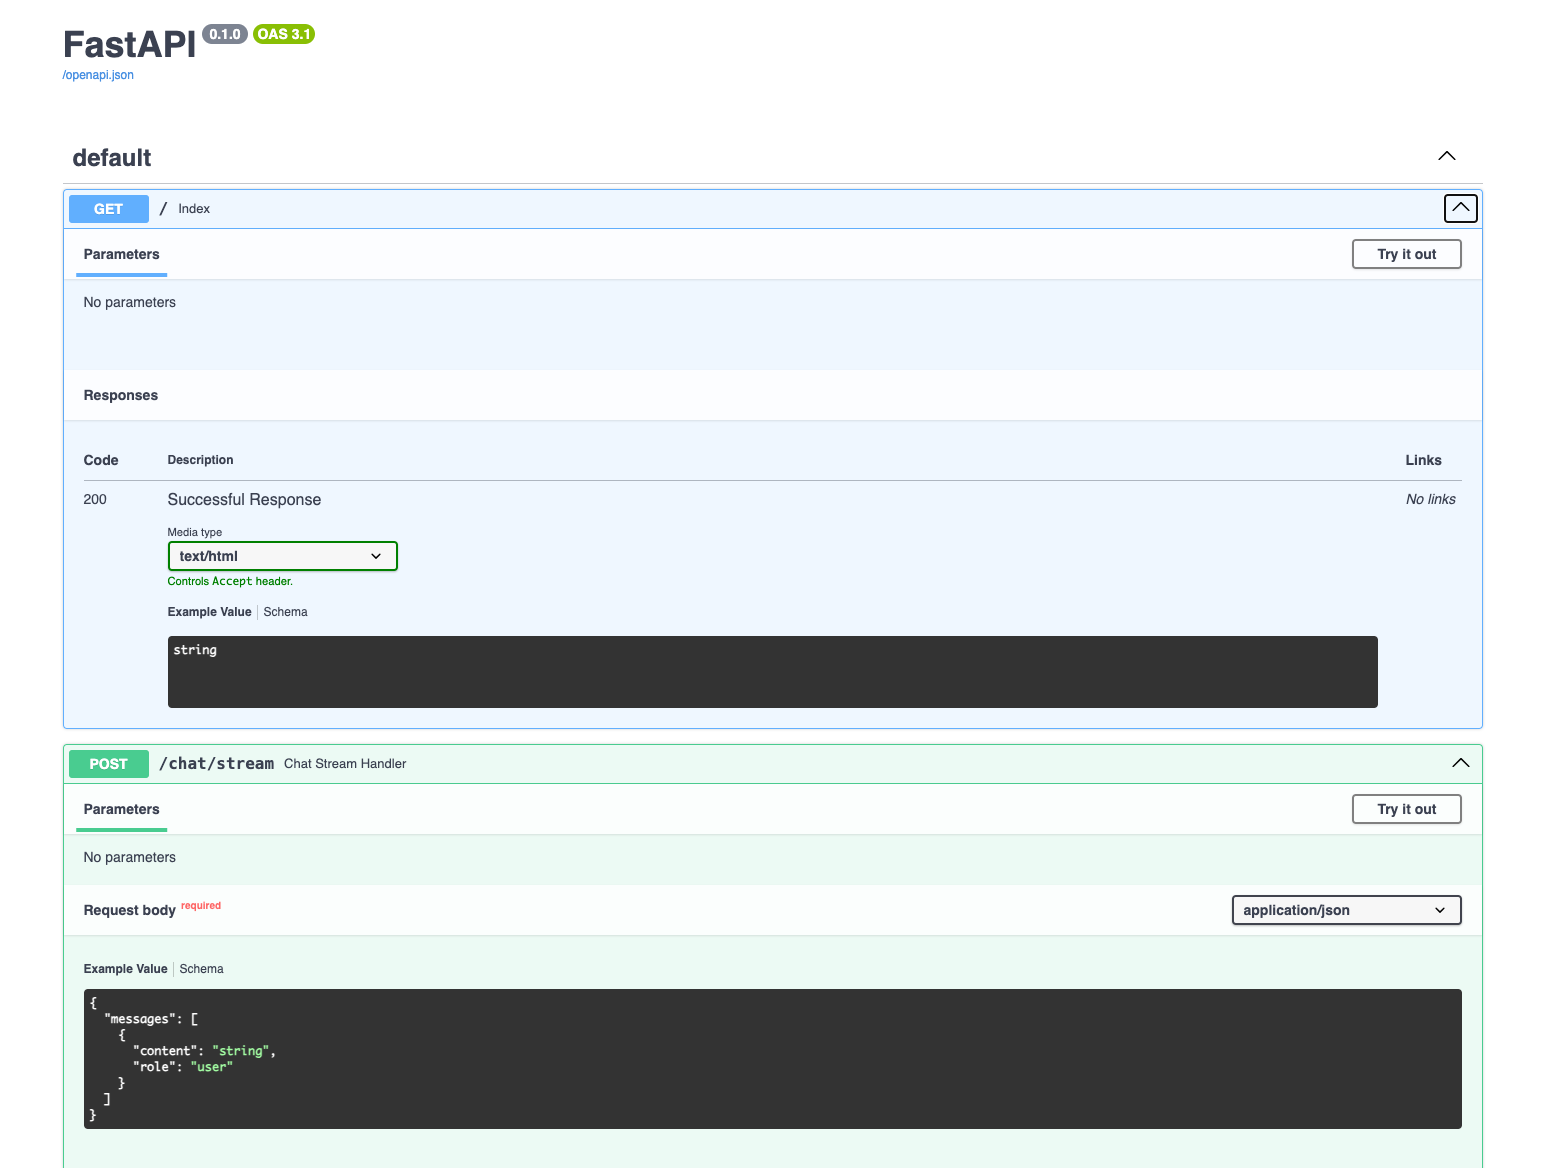 FastAPI 0.1.0 OAS 3.1
/openapi.json
default
GET / Index
Parameters Try it out
No parameters
Responses
Code Description Links
200 Successful Response No links
Media type
text/html
Controls Accept header.
Example Value Schema
string
POST /chat/stream Chat Stream Handler
Parameters Try it out
No parameters
Request body required application/json
Example Value Schema
{
  "messages": [
    {
      "content": "string",
      "role": "user"
    }
  ]
}